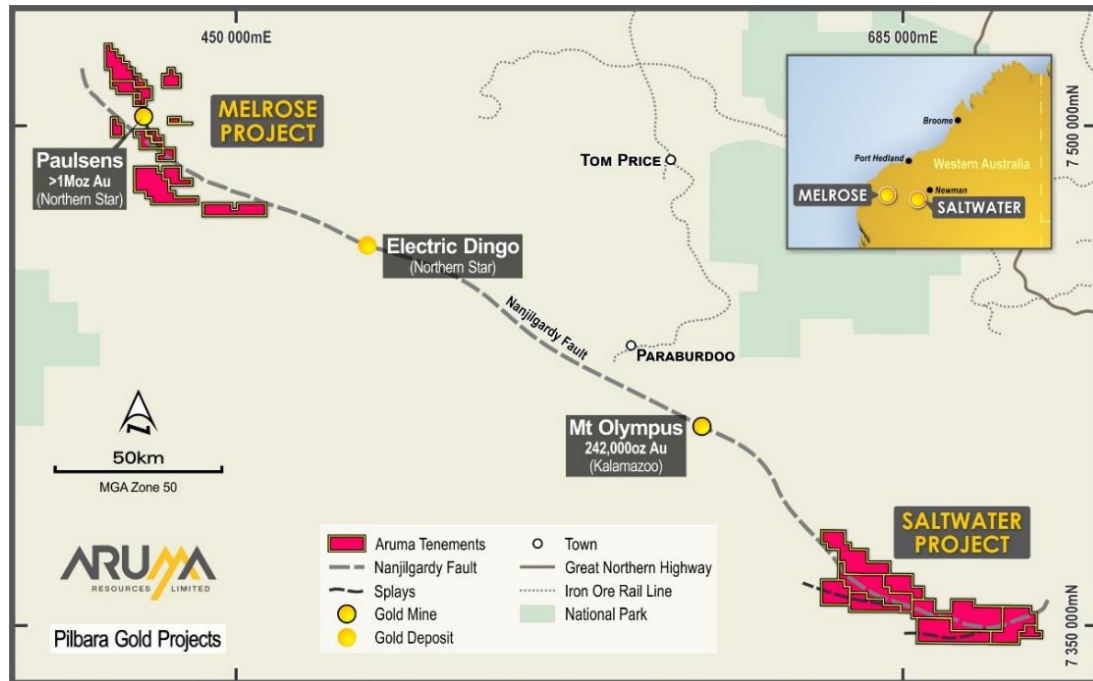 450 000mE
685 000mE
7 500 000mN
7 350 000mN
MELROSE
PROJECT
Paulsens
>1Moz Au
(Northern Star)
Electric Dingo
(Northern Star)
Nanjilgardy Fault
TOM PRICE
PARABURDOO
Mt Olympus
242,000oz Au
(Kalamazoo)
SALTWATER
PROJECT
Broome
Port Hedland
Western Australia
Newman
MELROSE
SALTWATER
N
50km
MGA Zone 50
ARUMA
RESOURCES LIMITED
Pilbara Gold Projects
Aruma Tenements
Nanjilgardy Fault
Splays
Gold Mine
Gold Deposit
Town
Great Northern Highway
Iron Ore Rail Line
National Park